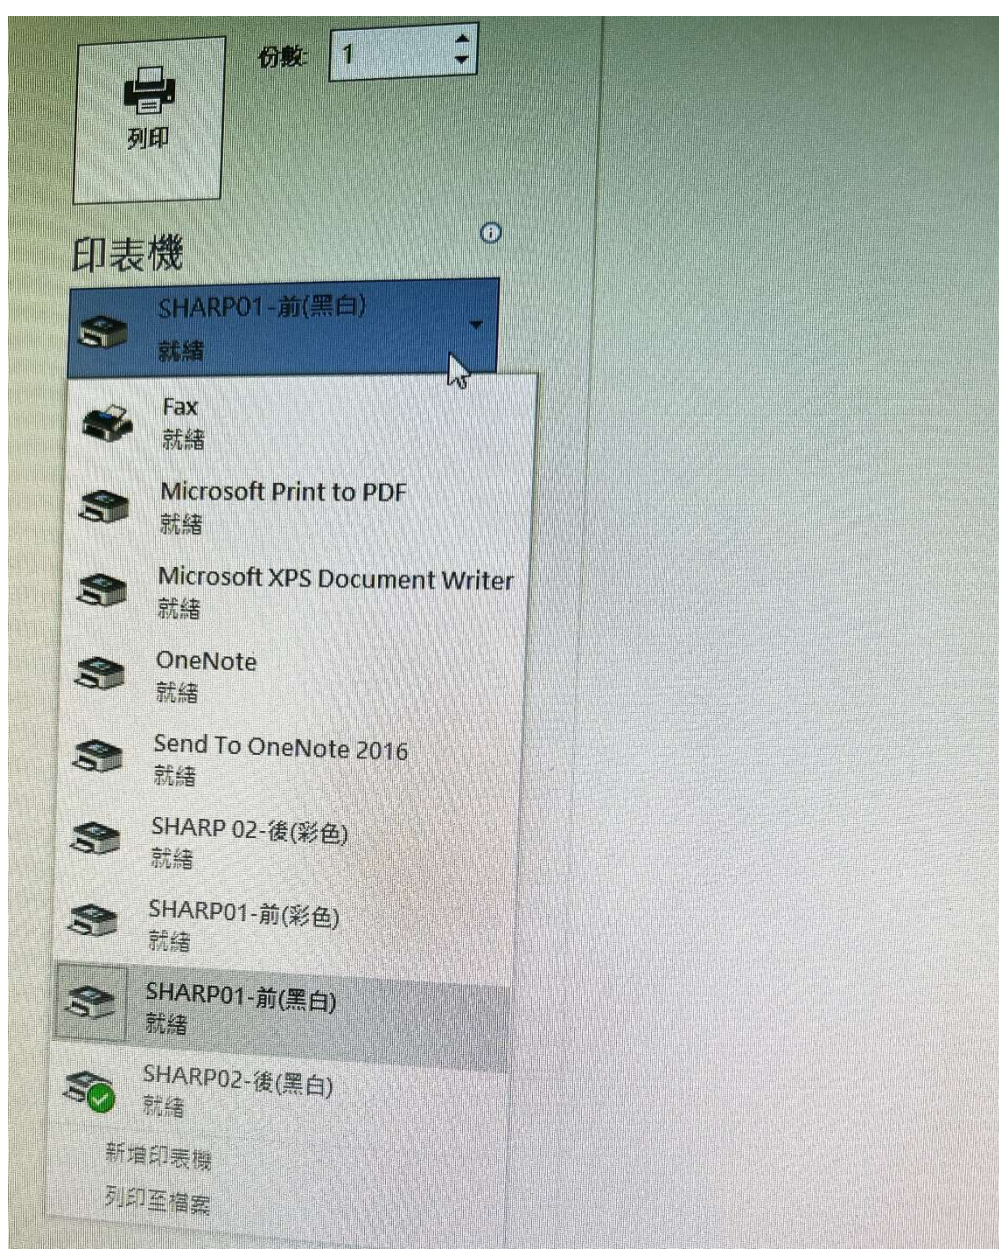 份數:
1
列印
印表機
SHARP01-前(黑白)
就緒
Fax
就緒
Microsoft Print to PDF
就緒
Microsoft XPS Document Writer
就緒
OneNote
就緒
Send To OneNote 2016
就緒
SHARP 02-後(彩色)
就緒
SHARP01-前(彩色)
就緒
SHARP01-前(黑白)
就緒
SHARP02-後(黑白)
就緒
新增印表機
列印至檔案